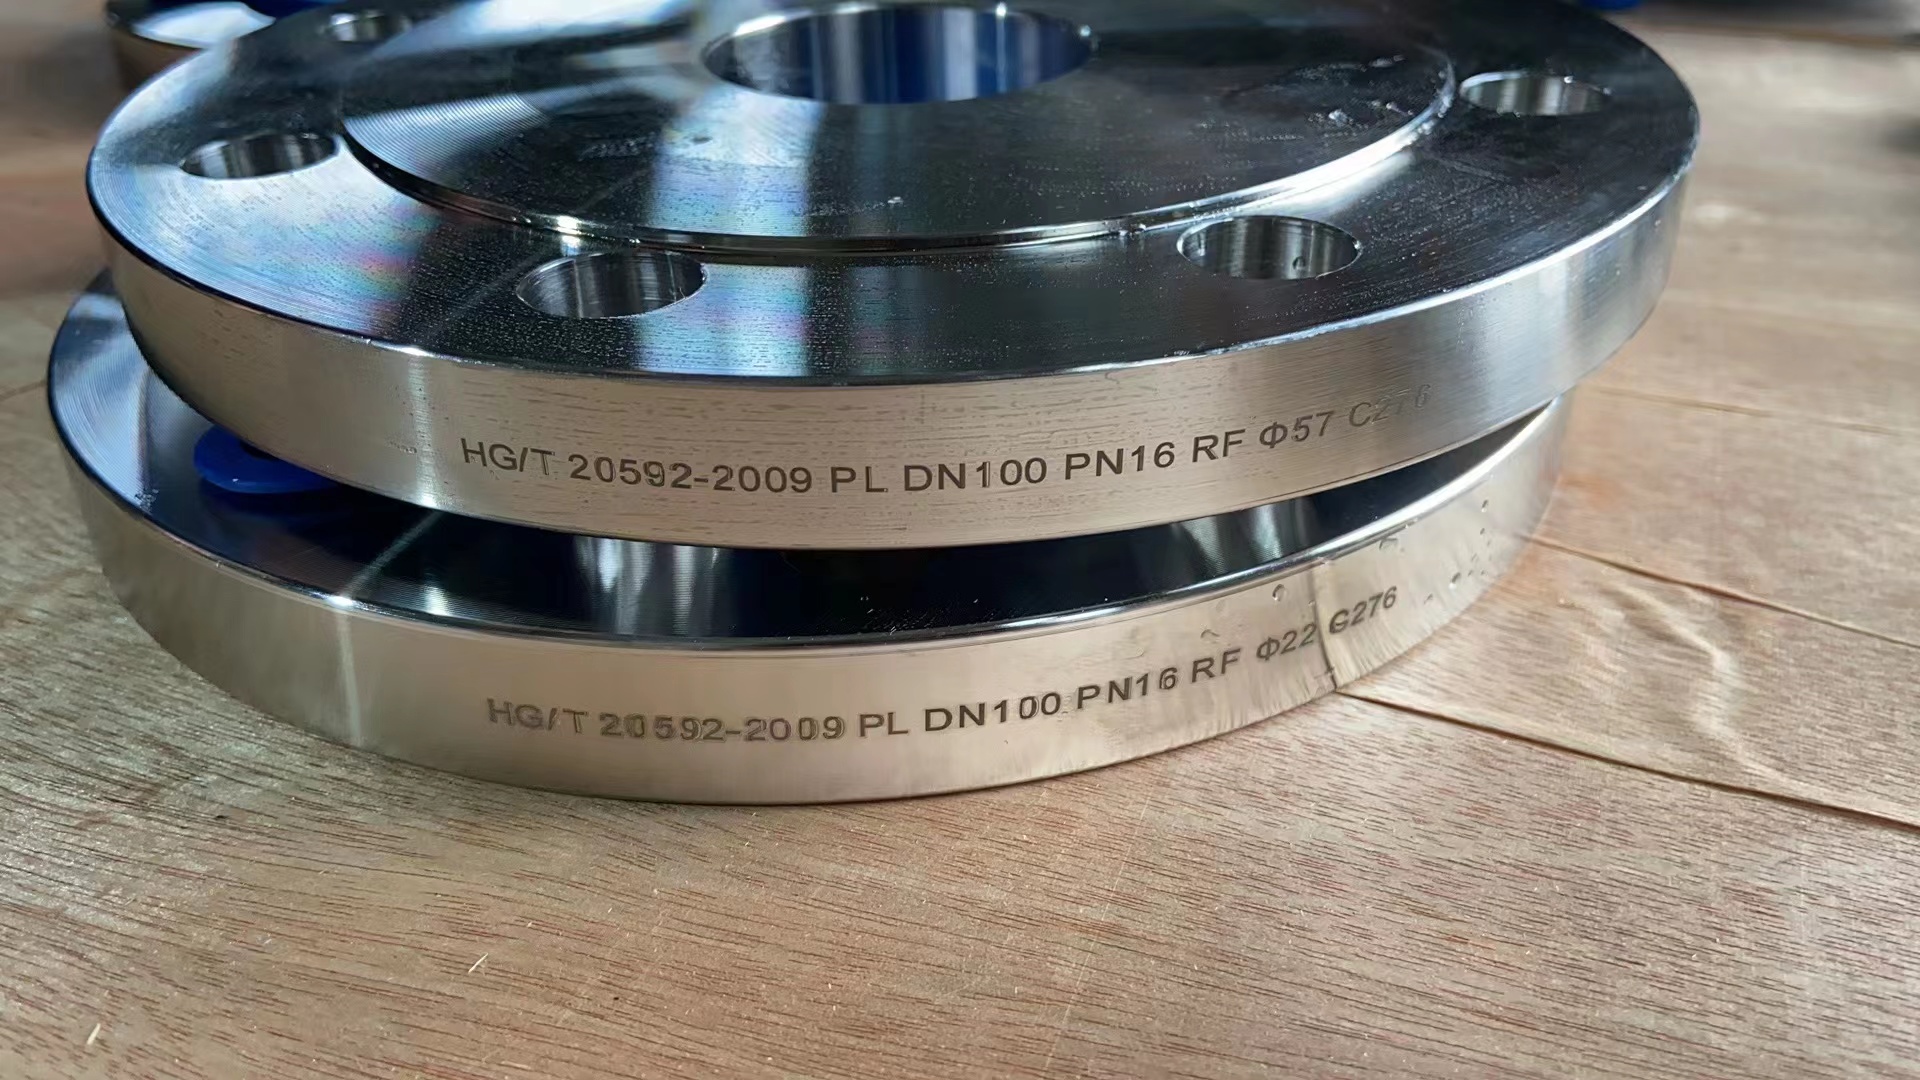 HG/T 20592-2009 PL DN100 PN16 RF Φ57 C276
HG/T 20592-2009 PL DN100 PN16 RF Φ22 C276